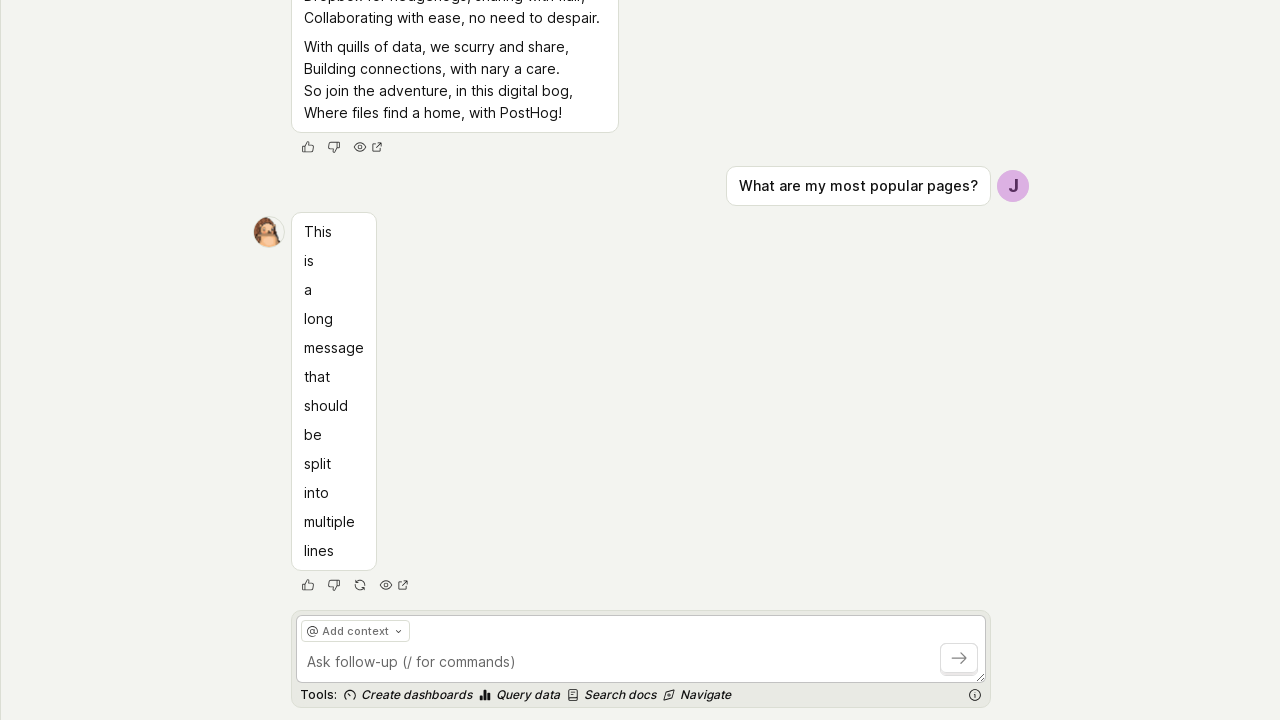 Collaborating with ease, no need to despair.
With quills of data, we scurry and share,
Building connections, with nary a care.
So join the adventure, in this digital bog,
Where files find a home, with PostHog!
What are my most popular pages?
J
This
is
a
long
message
that
should
be
split
into
multiple
lines
@ Add context
Ask follow-up (/ for commands)
Tools: Create dashboards Query data Search docs Navigate